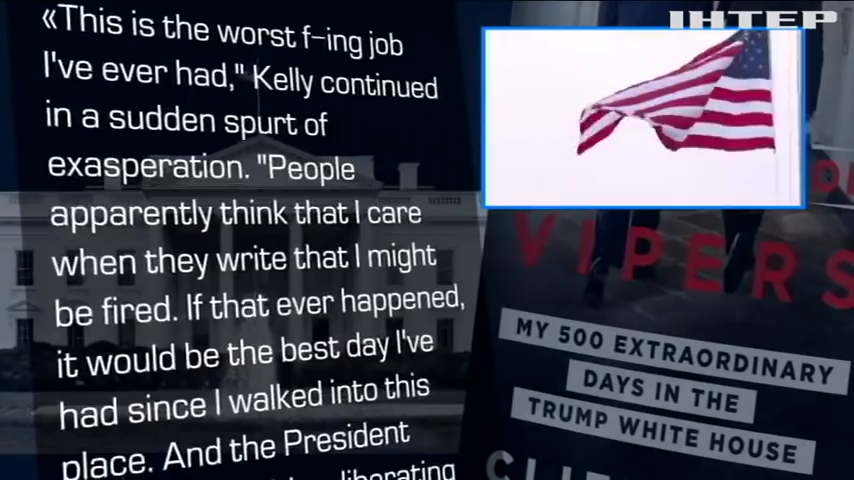 «This is the worst f-ing job
I've ever had," Kelly continued
in a sudden spurt of
exasperation. "People
apparently think that I care
when they write that I might
be fired. If that ever happened,
it would be the best day I've
had since I walked into this
place. And the President
liberating
ІНТЕР
VIPERS
MY 500 EXTRAORDINARY
DAYS IN THE
TRUMP WHITE HOUSE